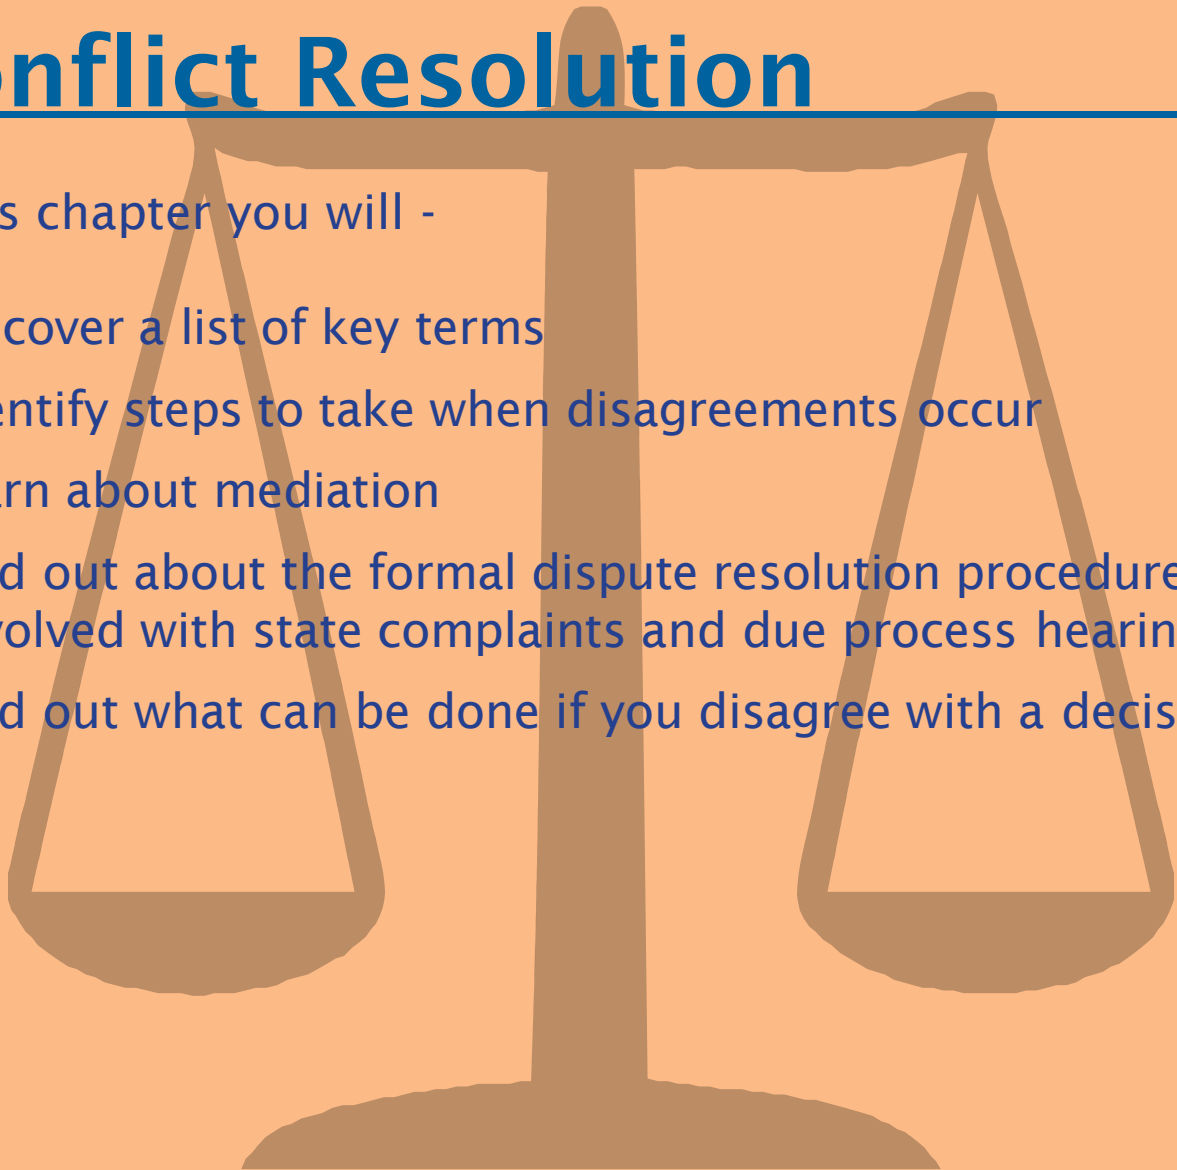 onflict Resolution
s chapter you will -
cover a list of key terms
entify steps to take when disagreements occur
arn about mediation
d out about the formal dispute resolution procedure
volved with state complaints and due process hearin
d out what can be done if you disagree with a decis